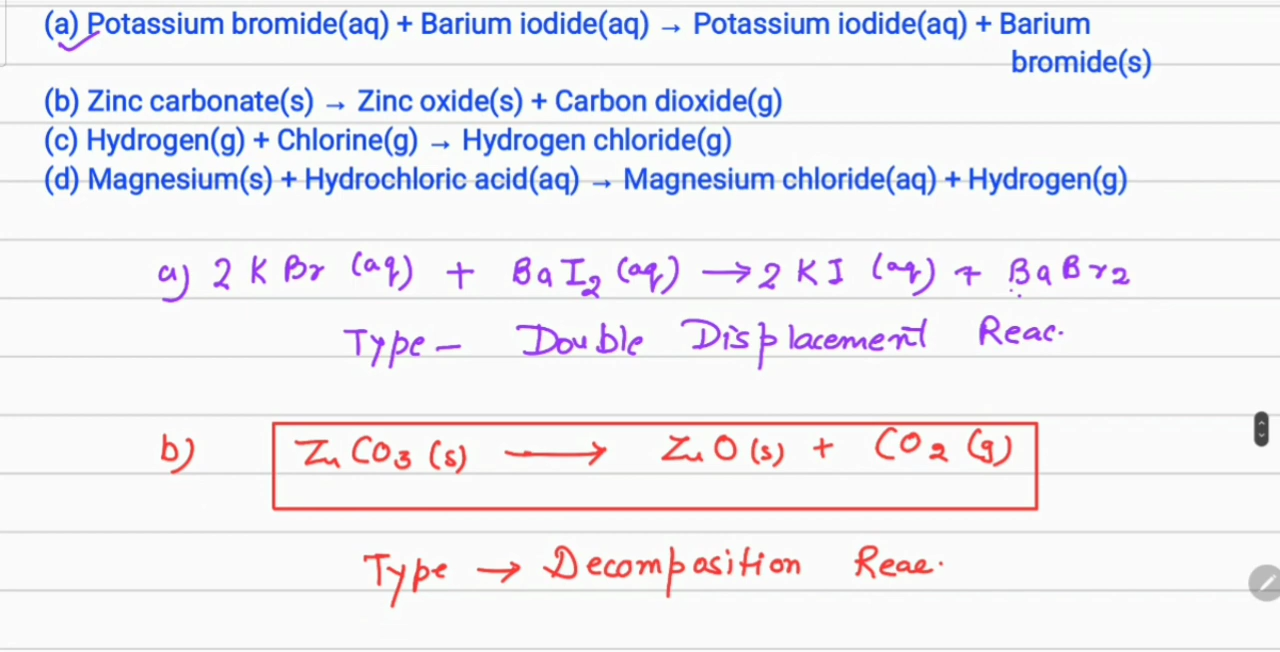 (a) Potassium bromide(aq) + Barium iodide(aq) → Potassium iodide(aq) + Barium
bromide(s)
(b) Zinc carbonate(s) → Zinc oxide(s) + Carbon dioxide(g)
(c) Hydrogen(g) + Chlorine(g) → Hydrogen chloride(g)
(d) Magnesium(s) + Hydrochloric acid(aq) → Magnesium chloride(aq) + Hydrogen(g)
a) 2 K Br (aq) + BaI₂ (aq) → 2 KI (aq) + BaBr₂
Type – Double Displacement Reac.
b) ZnCO₃ (s) → ZnO (s) + CO₂ (g)
Type → Decomposition Reac.